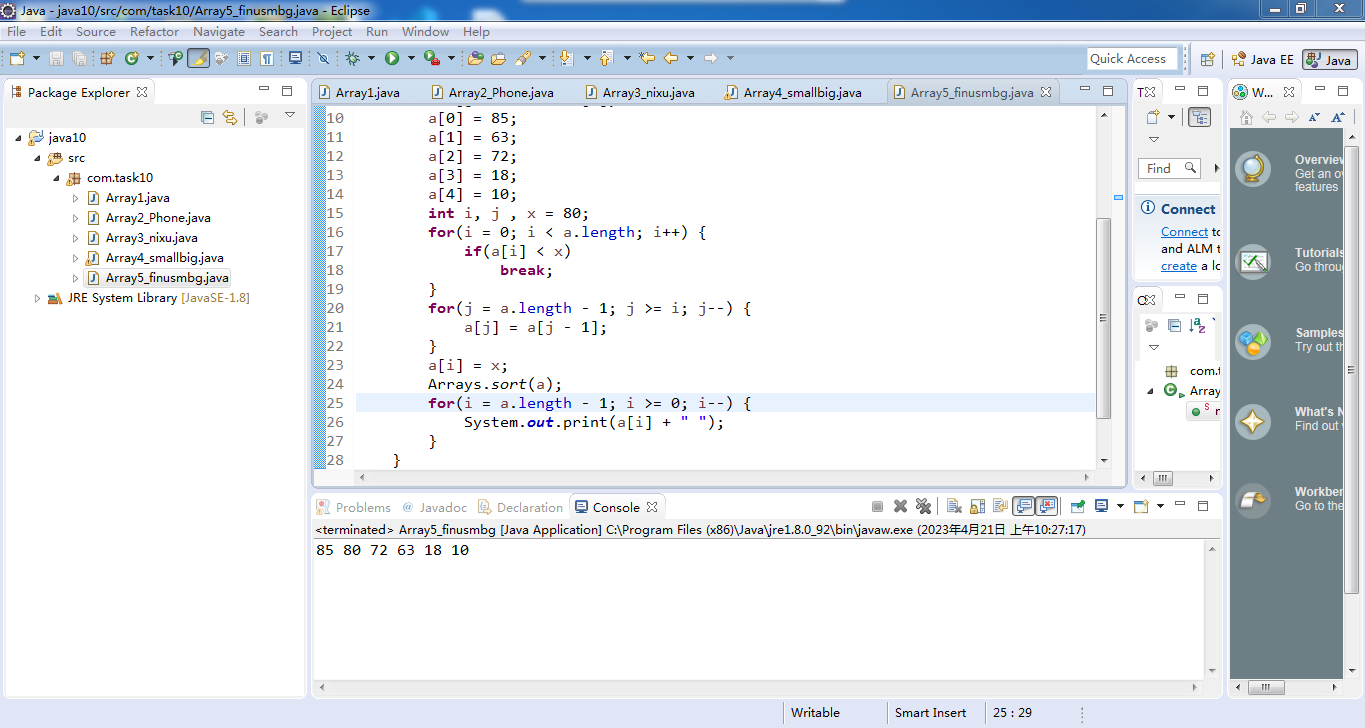 Java - java10/src/com/task10/Array5_finusmbg.java - Eclipse
File Edit Source Refactor Navigate Search Project Run Window Help
Quick Access
Java EE
Java
Package Explorer
java10
src
com.task10
Array1.java
Array2_Phone.java
Array3_nixu.java
Array4_smallbig.java
Array5_finusmbg.java
JRE System Library [JavaSE-1.8]
Array1.java Array2_Phone.java Array3_nixu.java Array4_smallbig.java Array5_finusmbg.java
10 a[0] = 85;
11 a[1] = 63;
12 a[2] = 72;
13 a[3] = 18;
14 a[4] = 10;
15 int i, j , x = 80;
16 for(i = 0; i < a.length; i++) {
17 if(a[i] < x)
18 break;
19 }
20 for(j = a.length - 1; j >= i; j--) {
21 a[j] = a[j - 1];
22 }
23 a[i] = x;
24 Arrays.sort(a);
25 for(i = a.length - 1; i >= 0; i--) {
26 System.out.print(a[i] + " ");
27 }
28 }
Find
Connect
Connect to
and ALM t
create a lo
com.t
Array
W...
Overview
Get an ov
features
Tutorials
Go throu
Samples
Try out th
What's N
Find out
Workber
Go to the
Problems @ Javadoc Declaration Console
<terminated> Array5_finusmbg [Java Application] C:\Program Files (x86)\Java\jre1.8.0_92\bin\javaw.exe (2023年4月21日 上午10:27:17)
85 80 72 63 18 10
Writable Smart Insert 25 : 29